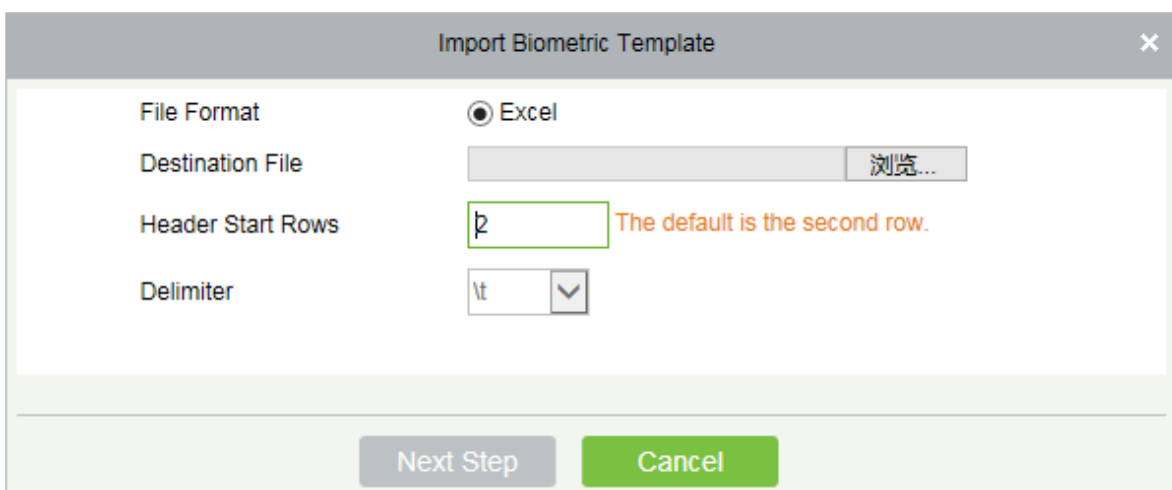 Import Biometric Template ×
File Format Excel
Destination File 浏览...
Header Start Rows 2 The default is the second row.
Delimiter \t
Next Step Cancel